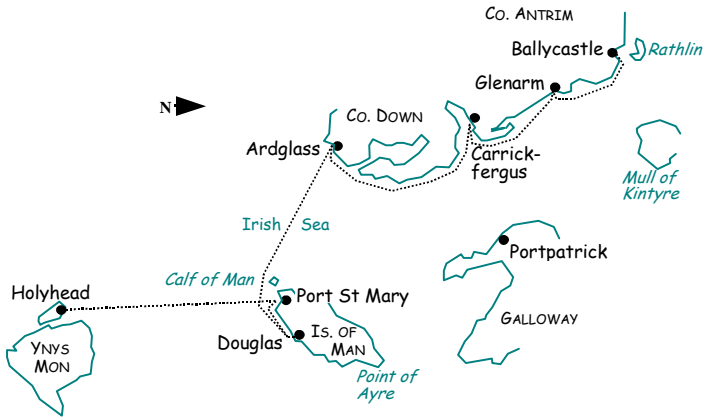 CO. ANTRIM
Ballycastle
Rathlin
Glenarm
N
CO. DOWN
Ardglass
Carrick-
fergus
Mull of
Kintyre
Irish Sea
Portpatrick
Calf of Man
Holyhead
Port St Mary
GALLOWAY
IS. OF
MAN
Douglas
YNYS
MON
Point of
Ayre